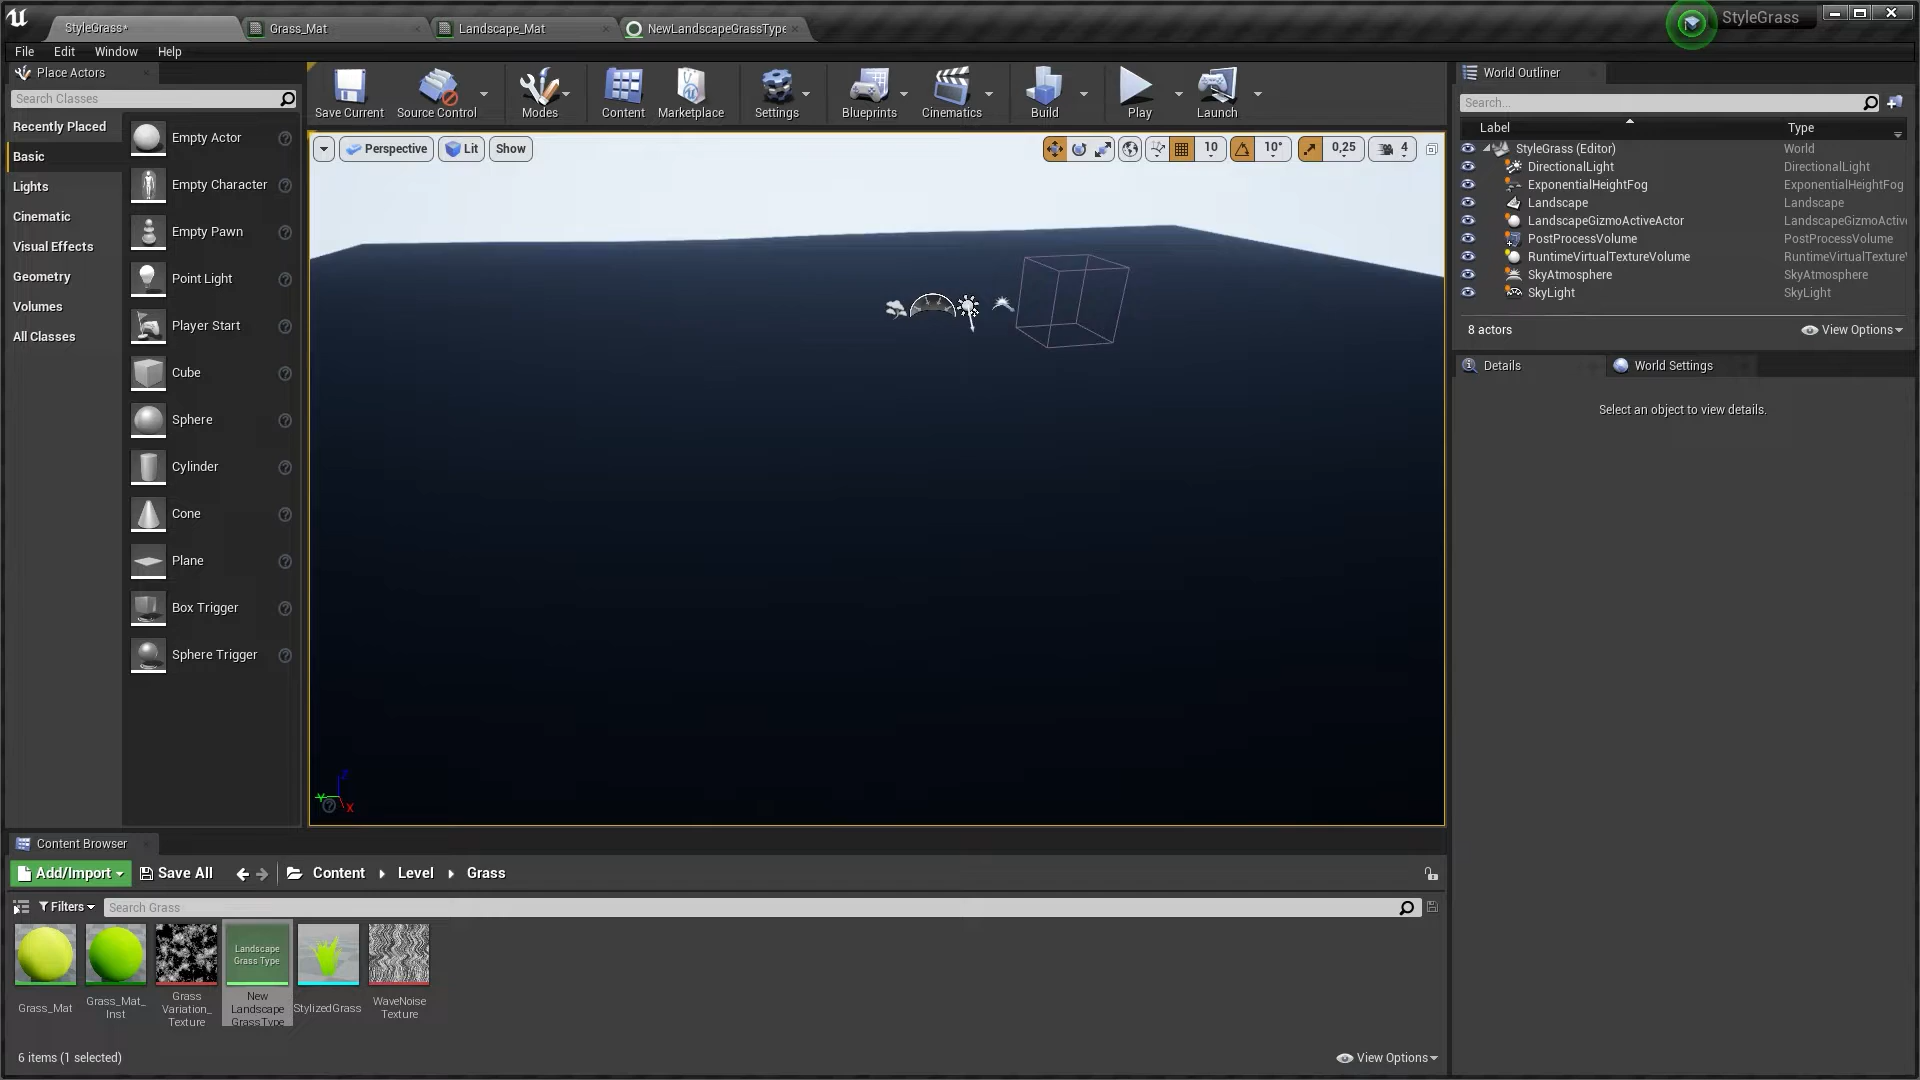 StyleGrass*
Grass_Mat
Landscape_Mat
NewLandscapeGrassType
StyleGrass
File
Edit
Window
Help
Place Actors
Search Classes
Recently Placed
Basic
Lights
Cinematic
Visual Effects
Geometry
Volumes
All Classes
Empty Actor
Empty Character
Empty Pawn
Point Light
Player Start
Cube
Sphere
Cylinder
Cone
Plane
Box Trigger
Sphere Trigger
Save Current
Source Control
Modes
Content
Marketplace
Settings
Blueprints
Cinematics
Build
Play
Launch
Perspective
Lit
Show
10
10°
0,25
4
Z
Y
X
World Outliner
Search...
Label
Type
StyleGrass (Editor)
World
DirectionalLight
DirectionalLight
ExponentialHeightFog
ExponentialHeightFog
Landscape
Landscape
LandscapeGizmoActiveActor
LandscapeGizmoActive
PostProcessVolume
PostProcessVolume
RuntimeVirtualTextureVolume
RuntimeVirtualTexture
SkyAtmosphere
SkyAtmosphere
SkyLight
SkyLight
8 actors
View Options
Details
World Settings
Select an object to view details.
Content Browser
Add/Import
Save All
Content
Level
Grass
Filters
Search Grass
Grass_Mat
Grass_Mat_
Inst
Grass
Variation_
Texture
Landscape
Grass Type
New
Landscape
GrassType
StylizedGrass
WaveNoise
Texture
6 items (1 selected)
View Options